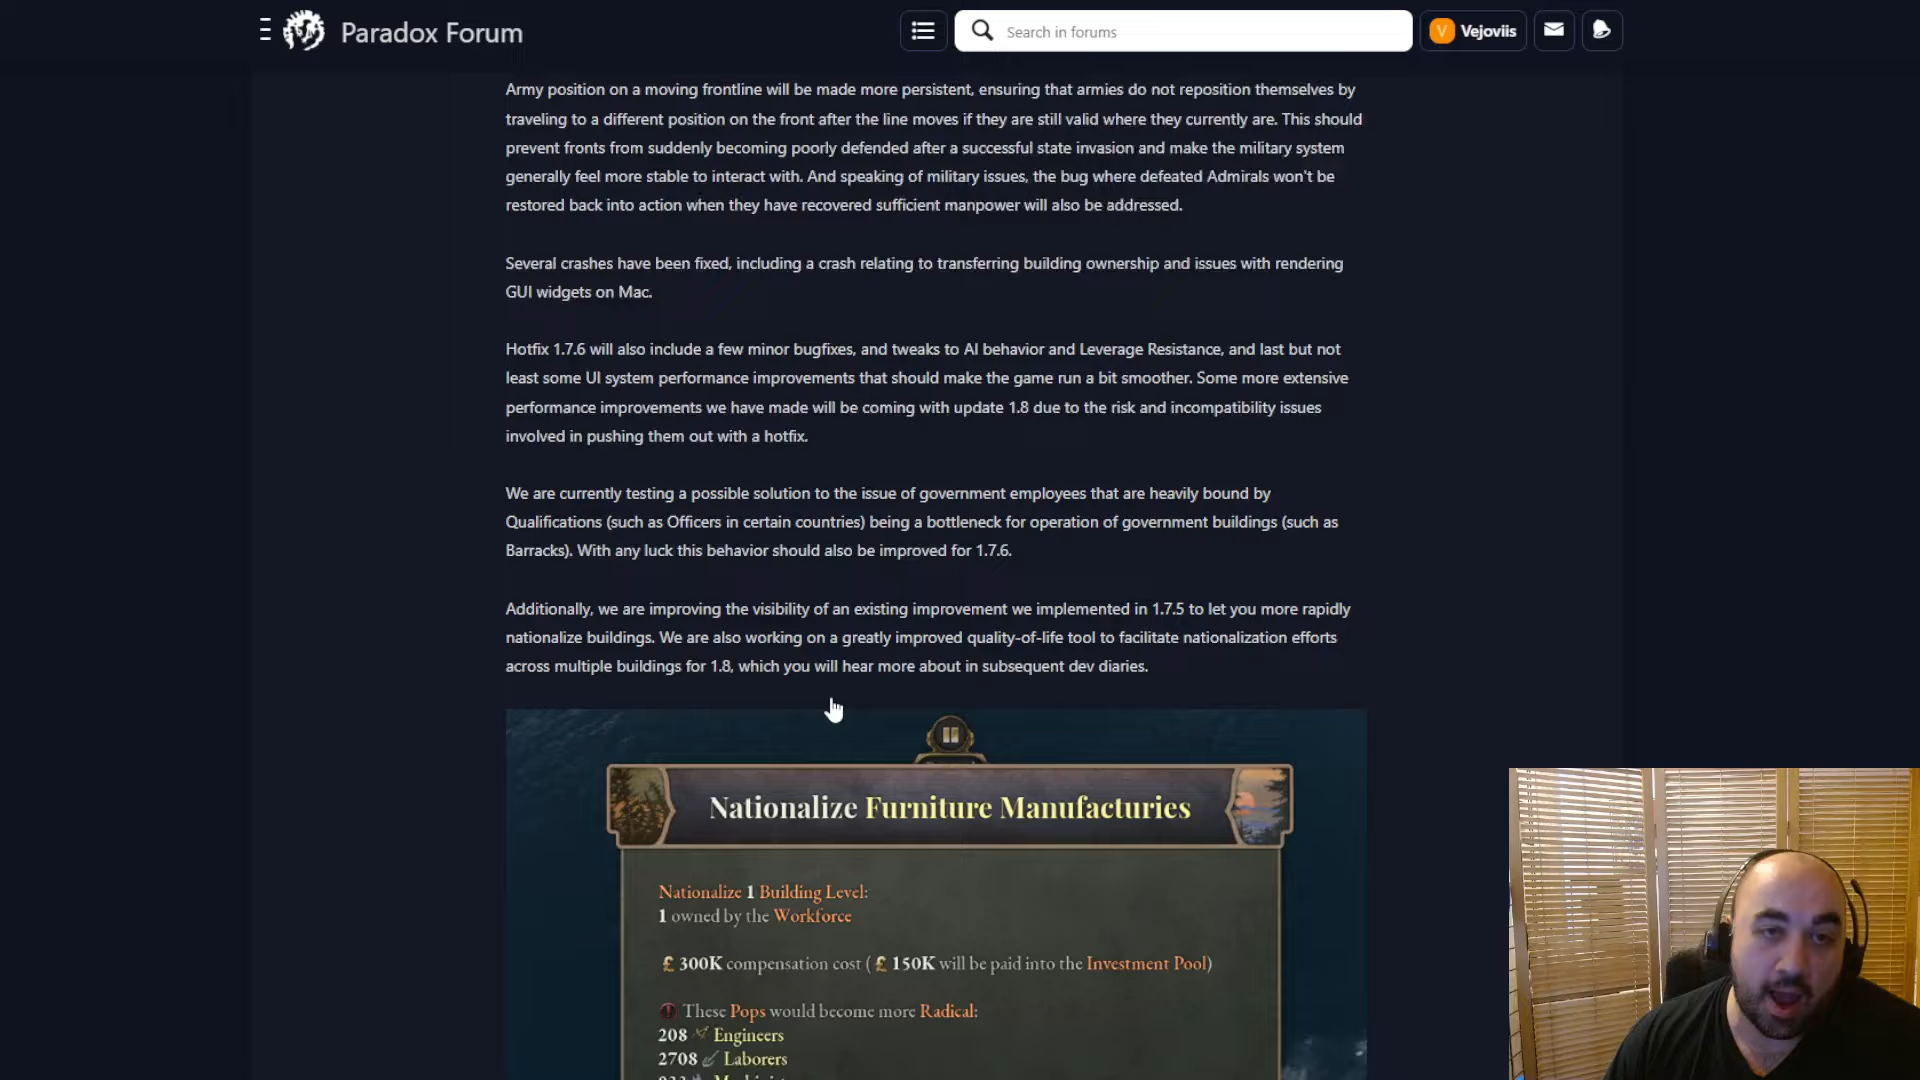 Paradox Forum
Search in forums
V
Vejoviis
Army position on a moving frontline will be made more persistent, ensuring that armies do not reposition themselves by
traveling to a different position on the front after the line moves if they are still valid where they currently are. This should
prevent fronts from suddenly becoming poorly defended after a successful state invasion and make the military system
generally feel more stable to interact with. And speaking of military issues, the bug where defeated Admirals won't be
restored back into action when they have recovered sufficient manpower will also be addressed.
Several crashes have been fixed, including a crash relating to transferring building ownership and issues with rendering
GUI widgets on Mac.
Hotfix 1.7.6 will also include a few minor bugfixes, and tweaks to AI behavior and Leverage Resistance, and last but not
least some UI system performance improvements that should make the game run a bit smoother. Some more extensive
performance improvements we have made will be coming with update 1.8 due to the risk and incompatibility issues
involved in pushing them out with a hotfix.
We are currently testing a possible solution to the issue of government employees that are heavily bound by
Qualifications (such as Officers in certain countries) being a bottleneck for operation of government buildings (such as
Barracks). With any luck this behavior should also be improved for 1.7.6.
Additionally, we are improving the visibility of an existing improvement we implemented in 1.7.5 to let you more rapidly
nationalize buildings. We are also working on a greatly improved quality-of-life tool to facilitate nationalization efforts
across multiple buildings for 1.8, which you will hear more about in subsequent dev diaries.
Nationalize Furniture Manufacturies
Nationalize 1 Building Level:
1 owned by the Workforce
£ 300K compensation cost ( £ 150K will be paid into the Investment Pool)
These Pops would become more Radical:
208 Engineers
2708 Laborers